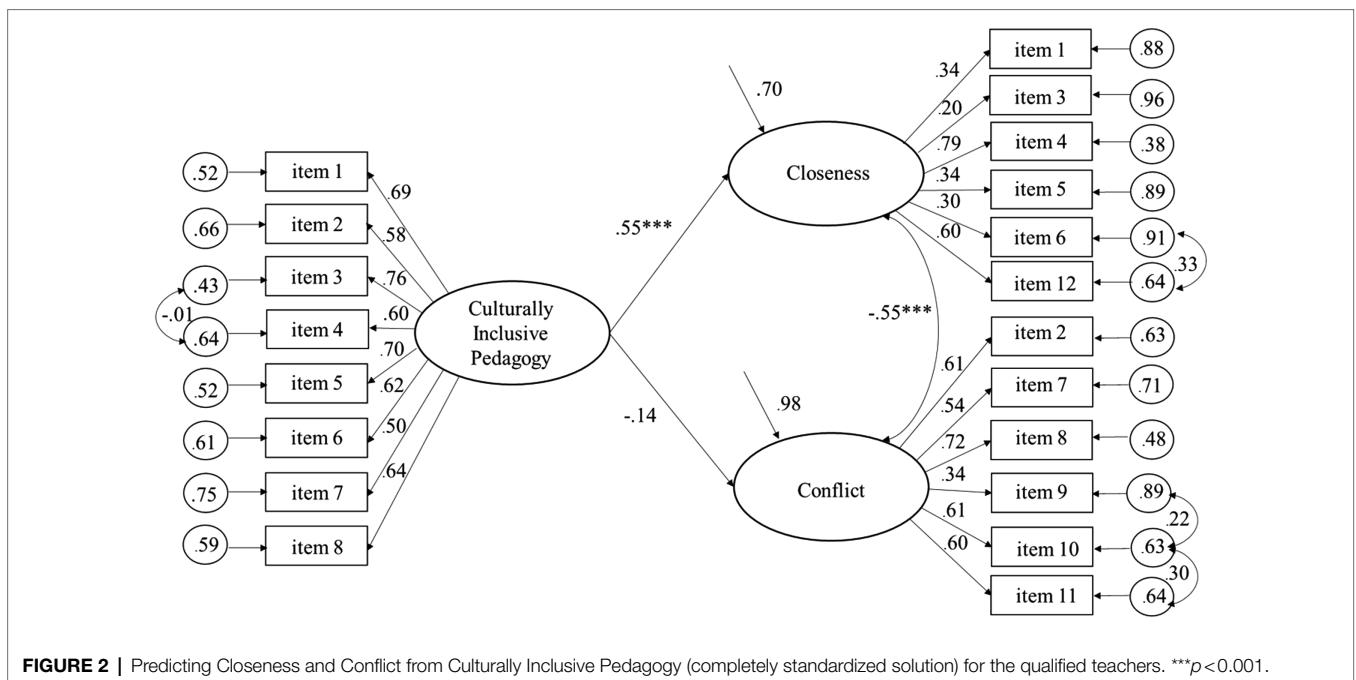 .52
item 1
.69
.66
item 2
.58
.43
item 3
.76
-.01
.64
item 4
.60
.52
item 5
.70
.61
item 6
.62
.75
item 7
.50
.59
item 8
.64
Culturally
Inclusive
Pedagogy
.55***
-.14
.70
Closeness
-.55***
.98
Conflict
.34
item 1
.88
.20
item 3
.96
.79
item 4
.38
.34
item 5
.89
.30
item 6
.91
.60
item 12
.64
.33
.61
item 2
.63
.54
item 7
.71
.72
item 8
.48
.34
item 9
.89
.22
.61
item 10
.63
.30
.60
item 11
.64
FIGURE 2 | Predicting Closeness and Conflict from Culturally Inclusive Pedagogy (completely standardized solution) for the qualified teachers. ***p<0.001.